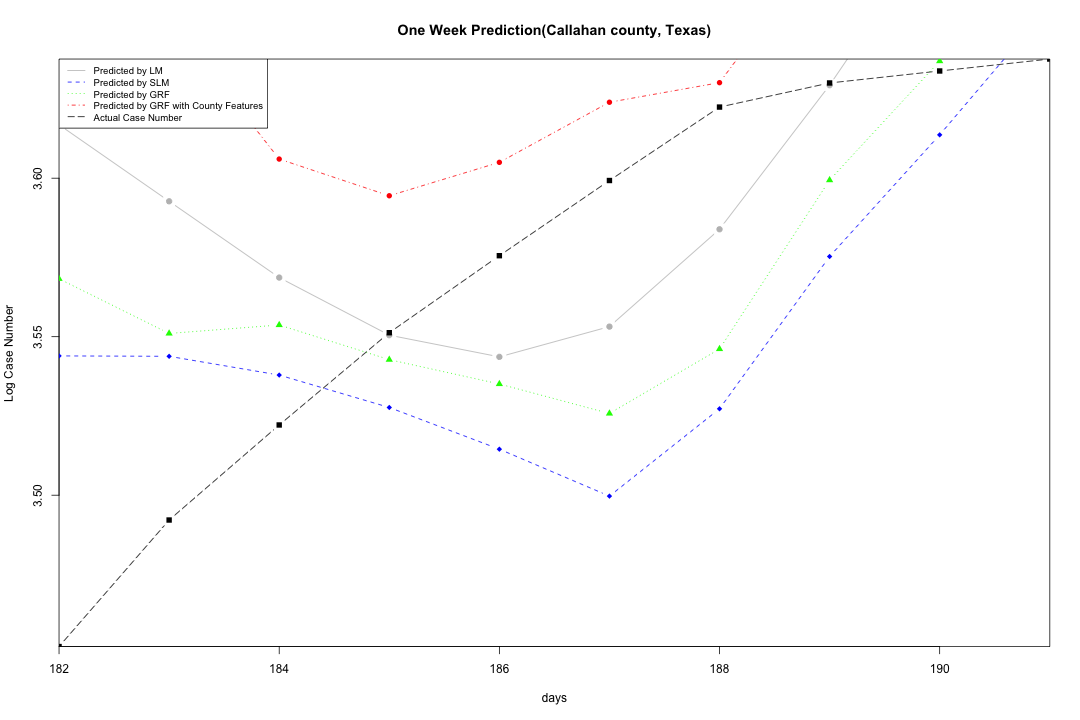 One Week Prediction(Callahan county, Texas)
Predicted by LM
Predicted by SLM
Predicted by GRF
Predicted by GRF with County Features
Actual Case Number
3.60
3.55
3.50
Log Case Number
182 184 186 188 190
days